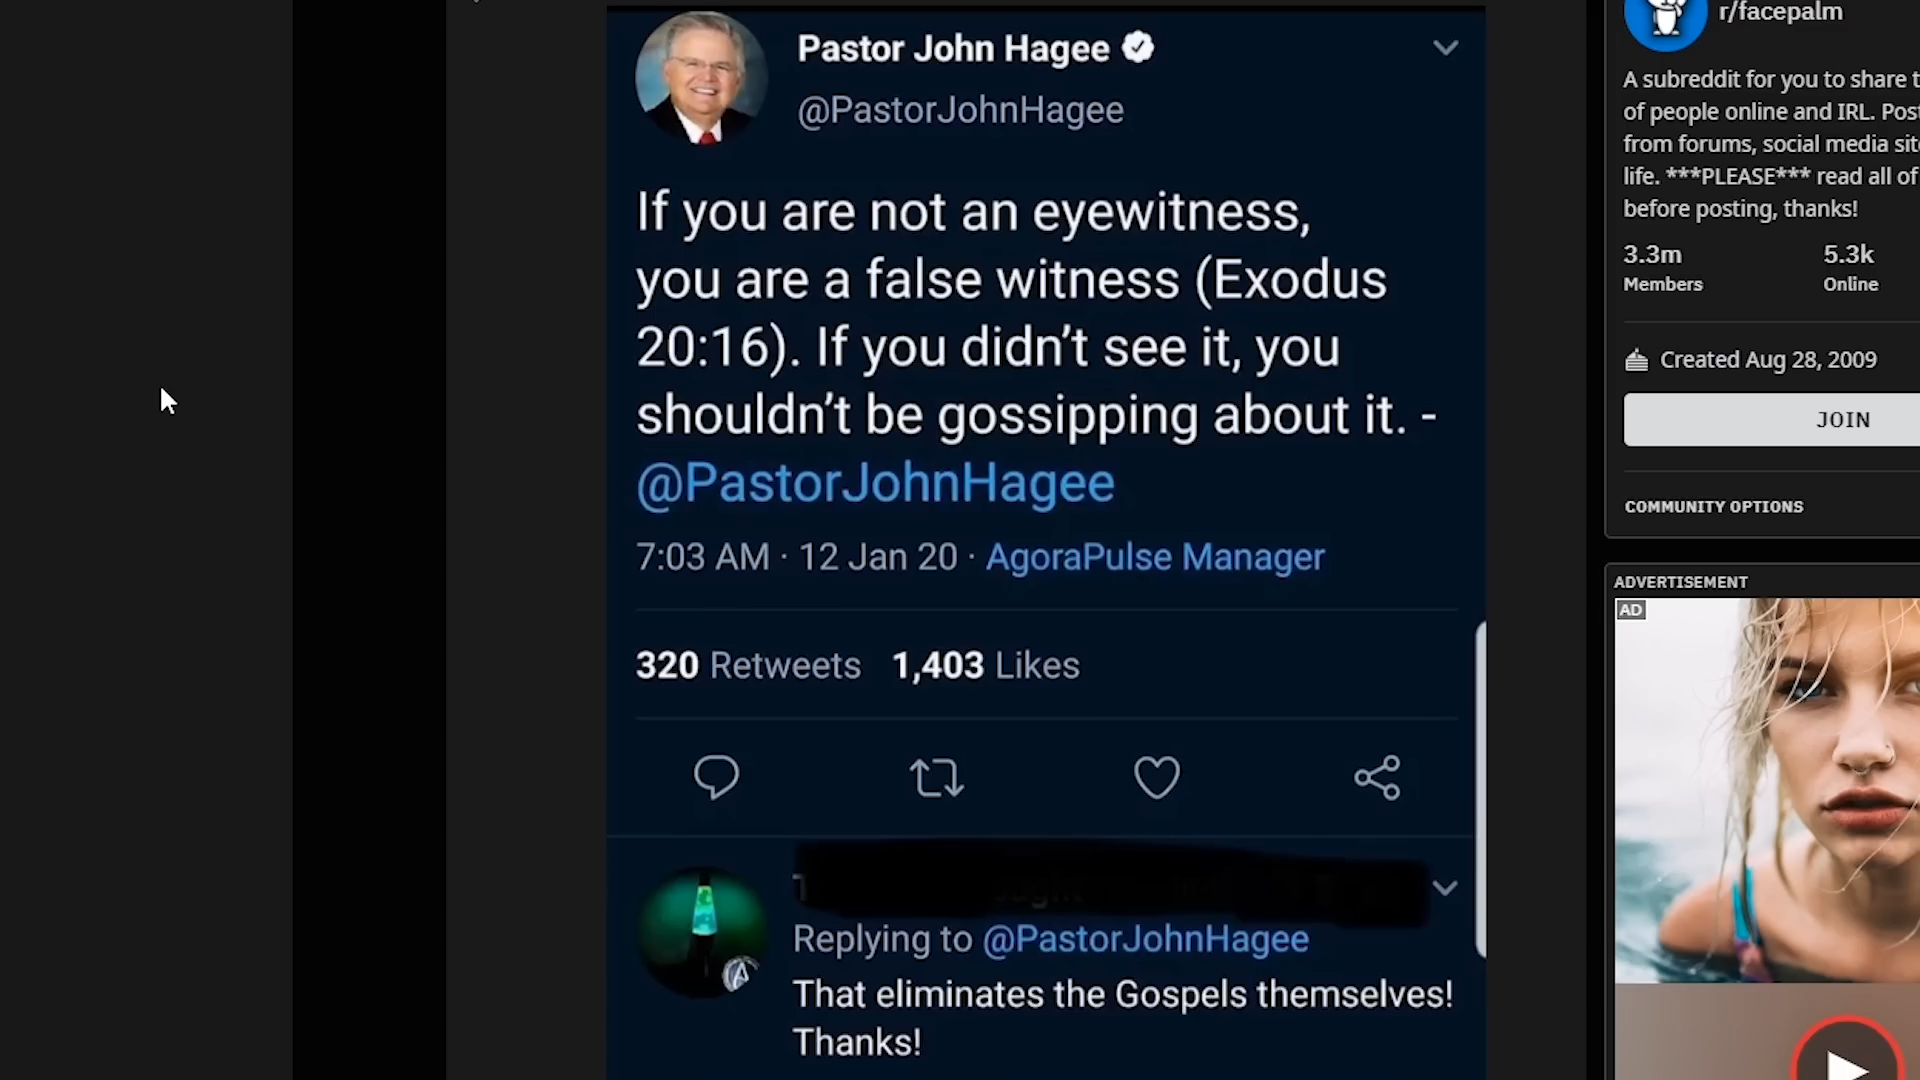 Pastor John Hagee
@PastorJohnHagee
If you are not an eyewitness,
you are a false witness (Exodus
20:16). If you didn’t see it, you
shouldn’t be gossipping about it. -
@PastorJohnHagee
7:03 AM · 12 Jan 20 · AgoraPulse Manager
320 Retweets 1,403 Likes
Replying to @PastorJohnHagee
That eliminates the Gospels themselves!
Thanks!
r/facepalm
A subreddit for you to share t
of people online and IRL. Post
from forums, social media site
life. ***PLEASE*** read all of
before posting, thanks!
3.3m 5.3k
Members Online
Created Aug 28, 2009
JOIN
COMMUNITY OPTIONS
ADVERTISEMENT
AD